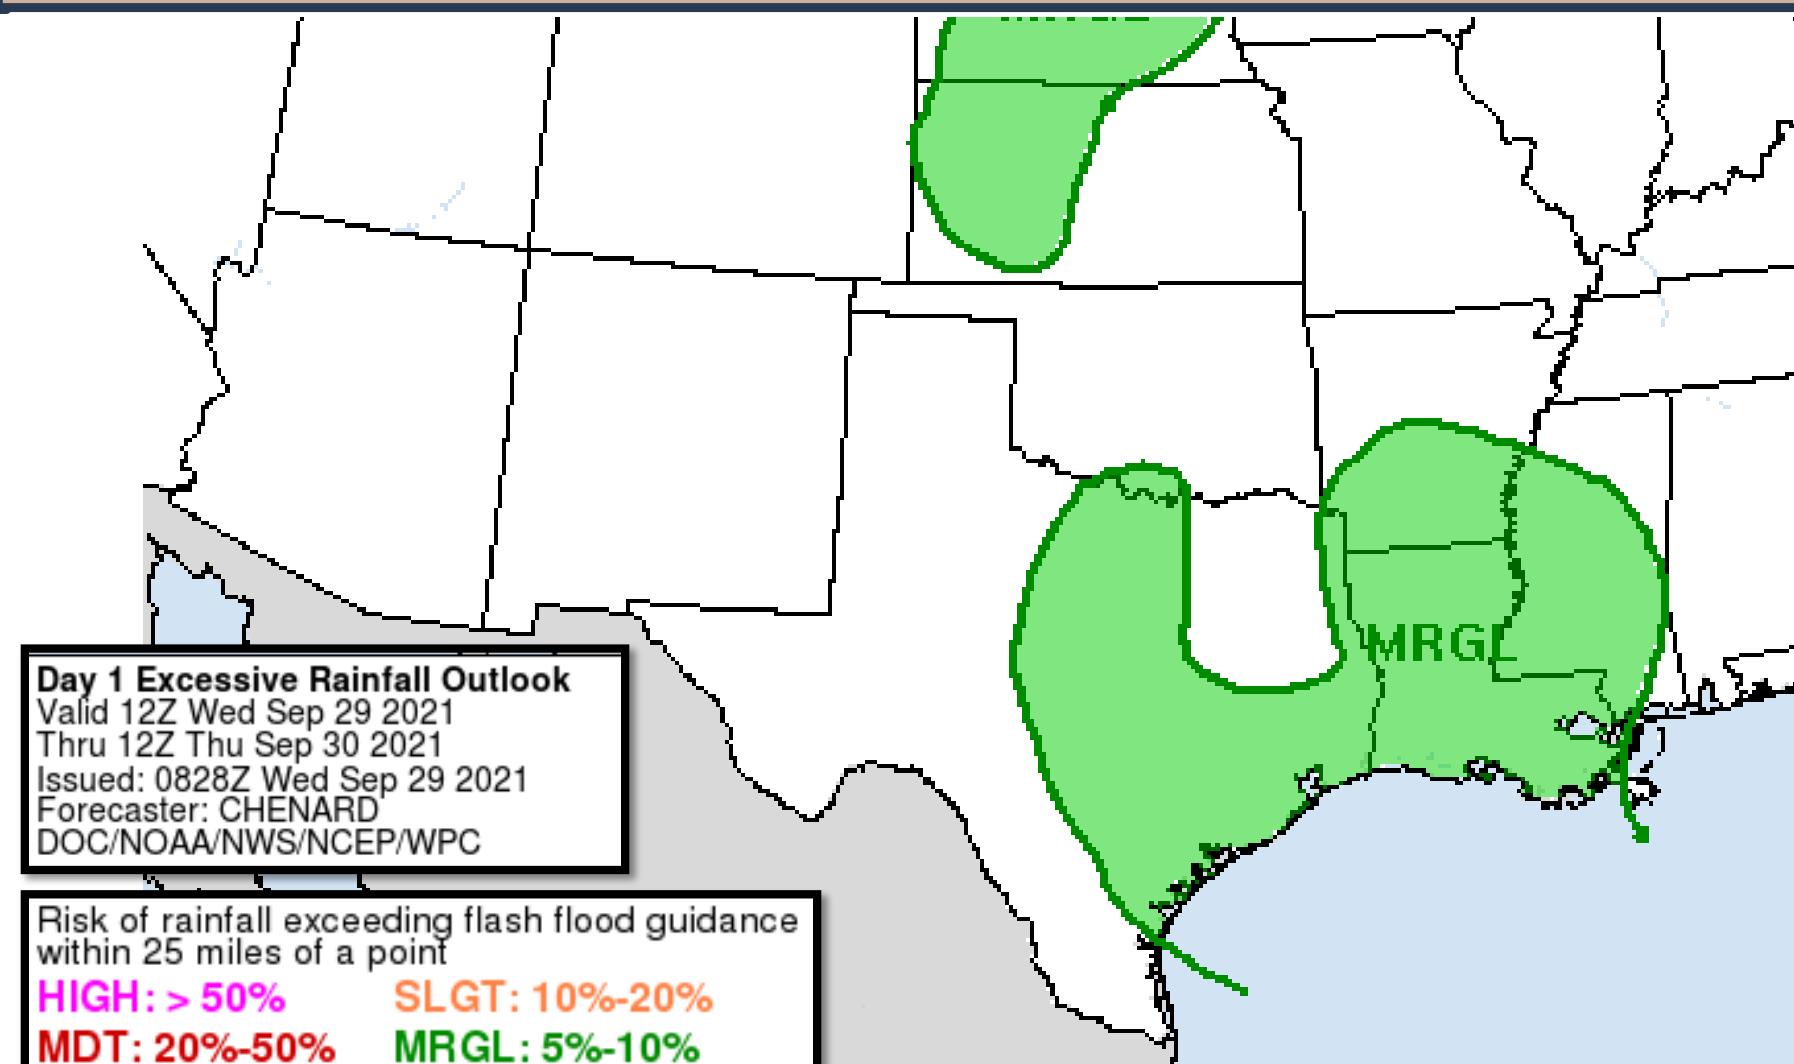 MRGL
Day 1 Excessive Rainfall Outlook
Valid 12Z Wed Sep 29 2021
Thru 12Z Thu Sep 30 2021
Issued: 0828Z Wed Sep 29 2021
Forecaster: CHENARD
DOC/NOAA/NWS/NCEP/WPC
Risk of rainfall exceeding flash flood guidance
within 25 miles of a point
HIGH: > 50% SLGT: 10%-20%
MDT: 20%-50% MRGL: 5%-10%